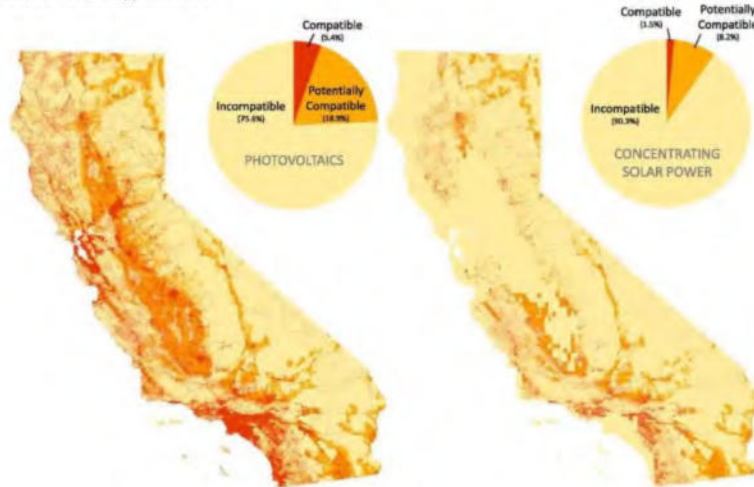 Compatible
(5.4%)
Incompatible
(75.6%)
Potentially
Compatible
(18.9%)
PHOTOVOLTAICS
Compatible
(1.5%)
Potentially
Compatible
(8.2%)
Incompatible
(90.3%)
CONCENTRATING
SOLAR POWER